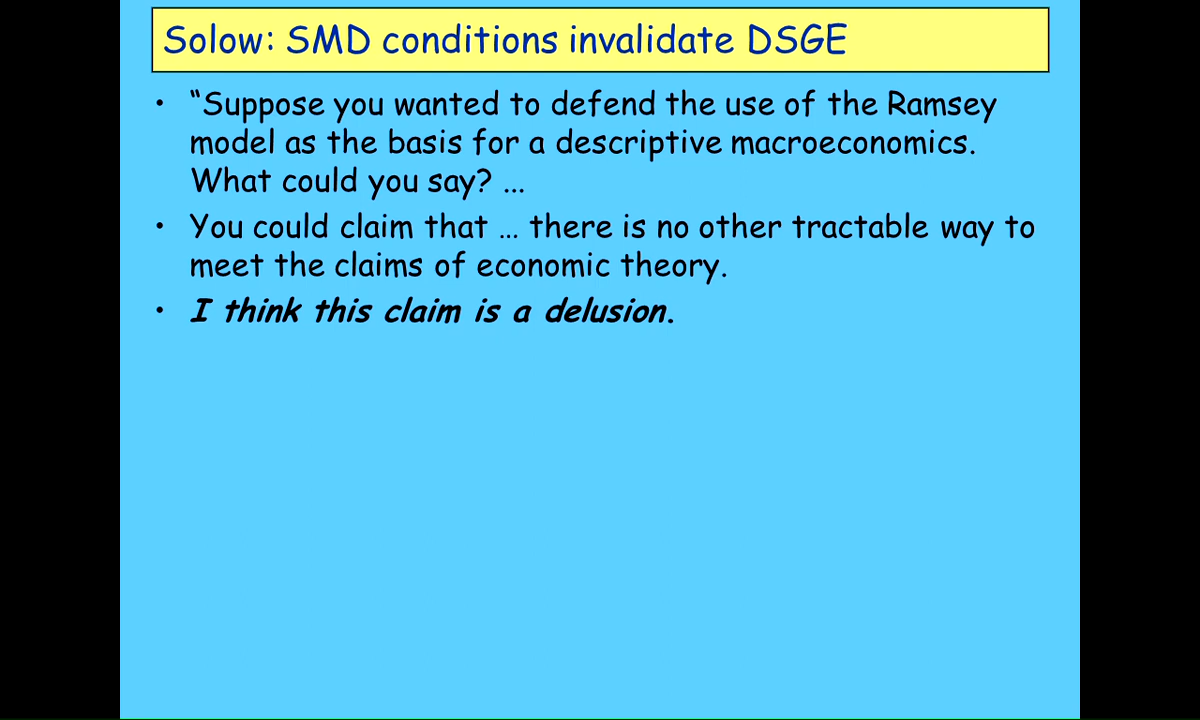 Solow: SMD conditions invalidate DSGE
• “Suppose you wanted to defend the use of the Ramsey
model as the basis for a descriptive macroeconomics.
What could you say? ...
• You could claim that … there is no other tractable way to
meet the claims of economic theory.
• I think this claim is a delusion.